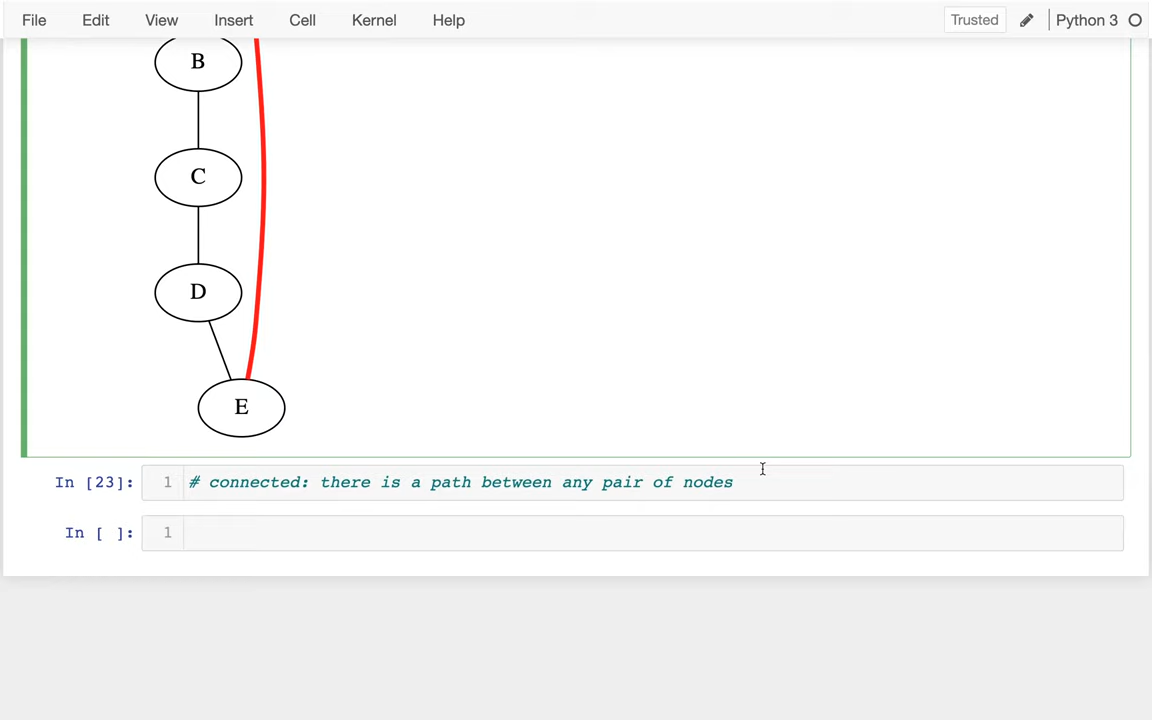 File Edit View Insert Cell Kernel Help Trusted Python 3
B
C
D
E
In [23]: 1 # connected: there is a path between any pair of nodes
In [ ]: 1